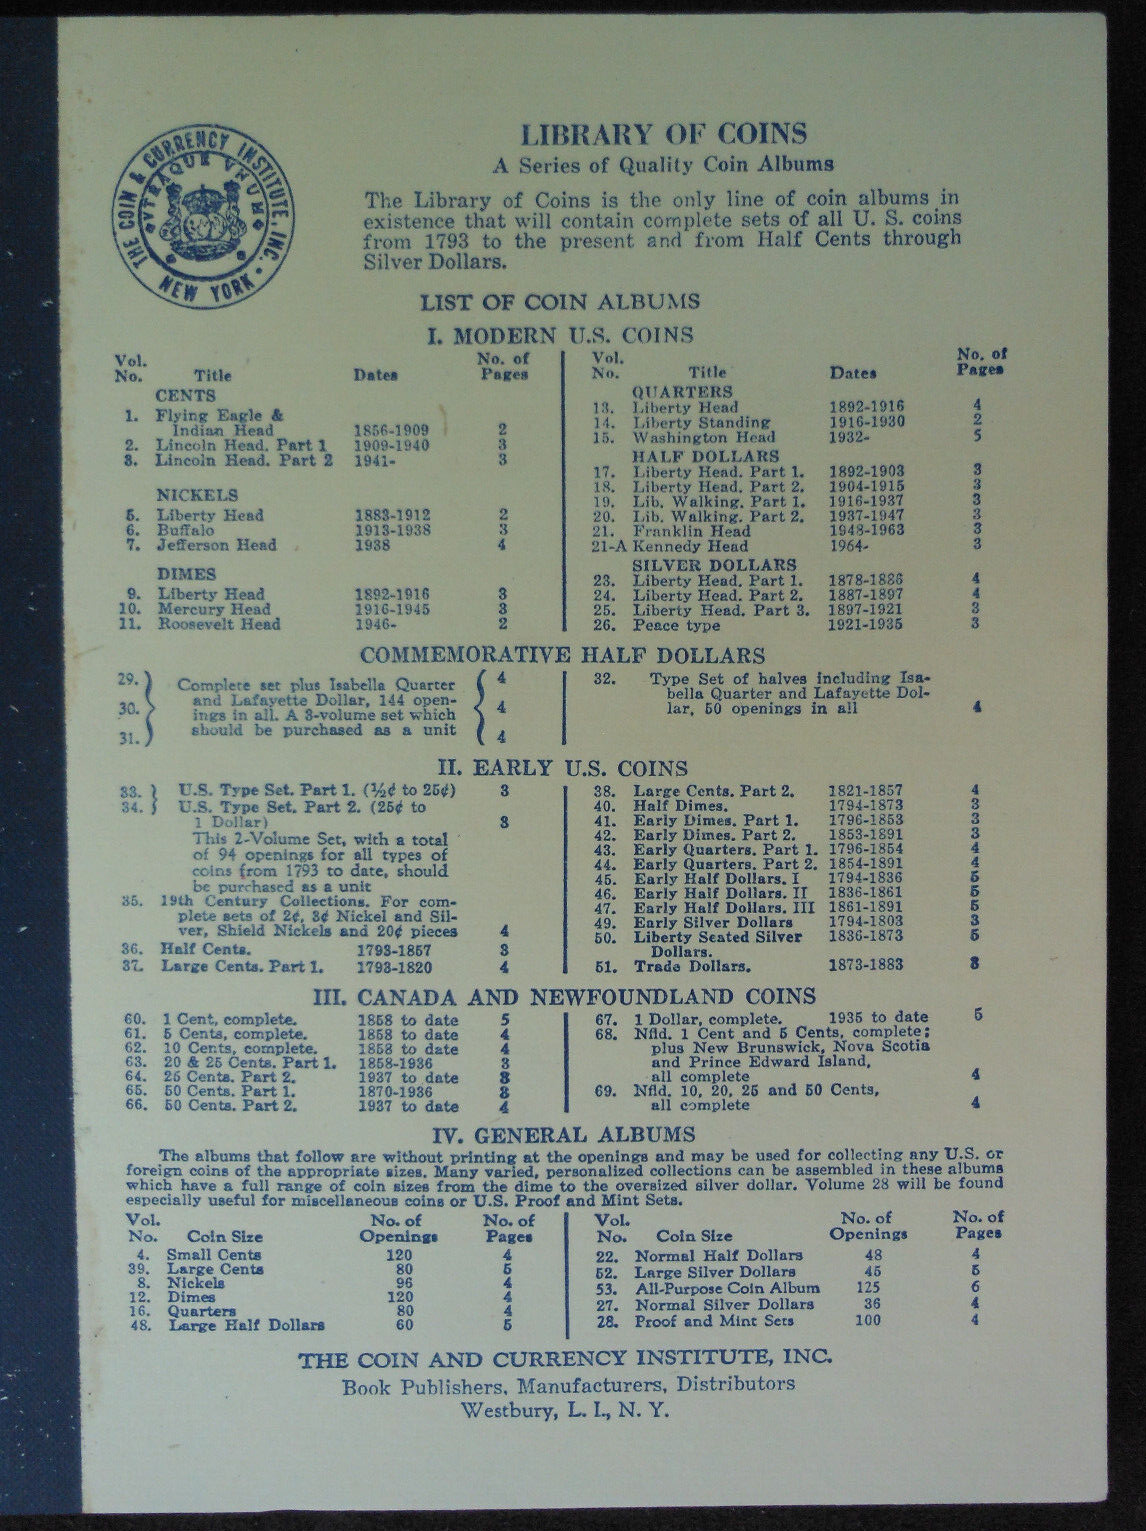 THE COIN & CURRENCY INSTITUTE, INC.
NEW YORK
VTRAQUE VNUM
LIBRARY OF COINS
A Series of Quality Coin Albums
The Library of Coins is the only line of coin albums in
existence that will contain complete sets of all U. S. coins
from 1793 to the present and from Half Cents through
Silver Dollars.
LIST OF COIN ALBUMS
I. MODERN U.S. COINS
Vol. No. Title Dates No. of Pages
CENTS
1. Flying Eagle &
Indian Head 1856-1909 2
2. Lincoln Head. Part 1 1909-1940 3
3. Lincoln Head. Part 2 1941- 3
NICKELS
5. Liberty Head 1883-1912 2
6. Buffalo 1913-1938 3
7. Jefferson Head 1938 4
DIMES
9. Liberty Head 1892-1916 3
10. Mercury Head 1916-1945 3
11. Roosevelt Head 1946- 2
Vol. No. Title Dates No. of Pages
QUARTERS
13. Liberty Head 1892-1916 4
14. Liberty Standing 1916-1930 2
15. Washington Head 1932- 5
HALF DOLLARS
17. Liberty Head. Part 1. 1892-1903 3
18. Liberty Head. Part 2. 1904-1915 3
19. Lib. Walking. Part 1. 1916-1937 3
20. Lib. Walking. Part 2. 1937-1947 3
21. Franklin Head 1948-1963 3
21-A Kennedy Head 1964- 3
SILVER DOLLARS
23. Liberty Head. Part 1. 1878-1886 4
24. Liberty Head. Part 2. 1887-1897 4
25. Liberty Head. Part 3. 1897-1921 3
26. Peace type 1921-1935 3
COMMEMORATIVE HALF DOLLARS
29. Complete set plus Isabella Quarter 4
and Lafayette Dollar, 144 open-
30. ings in all. A 3-volume set which 4
31. should be purchased as a unit 4
32. Type Set of halves including Isa-
bella Quarter and Lafayette Dol-
lar, 50 openings in all 4
II. EARLY U.S. COINS
33. U.S. Type Set. Part 1. (½¢ to 25¢) 3
34. U.S. Type Set. Part 2. (25¢ to
1 Dollar) 3
This 2-Volume Set, with a total
of 94 openings for all types of
coins from 1793 to date, should
be purchased as a unit
35. 19th Century Collections. For com-
plete sets of 2¢, 3¢ Nickel and Sil-
ver, Shield Nickels and 20¢ pieces 4
36. Half Cents. 1793-1857 3
37. Large Cents. Part 1. 1793-1820 4
38. Large Cents. Part 2. 1821-1857 4
40. Half Dimes. 1794-1873 3
41. Early Dimes. Part 1. 1796-1853 3
42. Early Dimes. Part 2. 1853-1891 3
43. Early Quarters. Part 1. 1796-1854 4
44. Early Quarters. Part 2. 1854-1891 4
45. Early Half Dollars. I 1794-1836 5
46. Early Half Dollars. II 1836-1861 5
47. Early Half Dollars. III 1861-1891 5
49. Early Silver Dollars 1794-1803 3
50. Liberty Seated Silver 1836-1873 5
Dollars.
51. Trade Dollars. 1873-1883 3
III. CANADA AND NEWFOUNDLAND COINS
60. 1 Cent, complete. 1858 to date 5
61. 5 Cents, complete. 1858 to date 4
62. 10 Cents, complete. 1858 to date 4
63. 20 & 25 Cents. Part 1. 1858-1936 3
64. 25 Cents. Part 2. 1937 to date 3
65. 50 Cents. Part 1. 1870-1936 3
66. 50 Cents. Part 2. 1937 to date 4
67. 1 Dollar, complete. 1935 to date 5
68. Nfld. 1 Cent and 5 Cents, complete;
plus New Brunswick, Nova Scotia
and Prince Edward Island,
all complete 4
69. Nfld. 10, 20, 25 and 50 Cents,
all complete 4
IV. GENERAL ALBUMS
The albums that follow are without printing at the openings and may be used for collecting any U.S. or
foreign coins of the appropriate sizes. Many varied, personalized collections can be assembled in these albums
which have a full range of coin sizes from the dime to the oversized silver dollar. Volume 28 will be found
especially useful for miscellaneous coins or U.S. Proof and Mint Sets.
Vol. No. Coin Size No. of Openings No. of Pages
4. Small Cents 120 4
39. Large Cents 80 5
8. Nickels 96 4
12. Dimes 120 4
16. Quarters 80 4
48. Large Half Dollars 60 5
Vol. No. Coin Size No. of Openings No. of Pages
22. Normal Half Dollars 48 4
52. Large Silver Dollars 45 5
53. All-Purpose Coin Album 125 6
27. Normal Silver Dollars 36 4
28. Proof and Mint Sets 100 4
THE COIN AND CURRENCY INSTITUTE, INC.
Book Publishers, Manufacturers, Distributors
Westbury, L. I., N. Y.